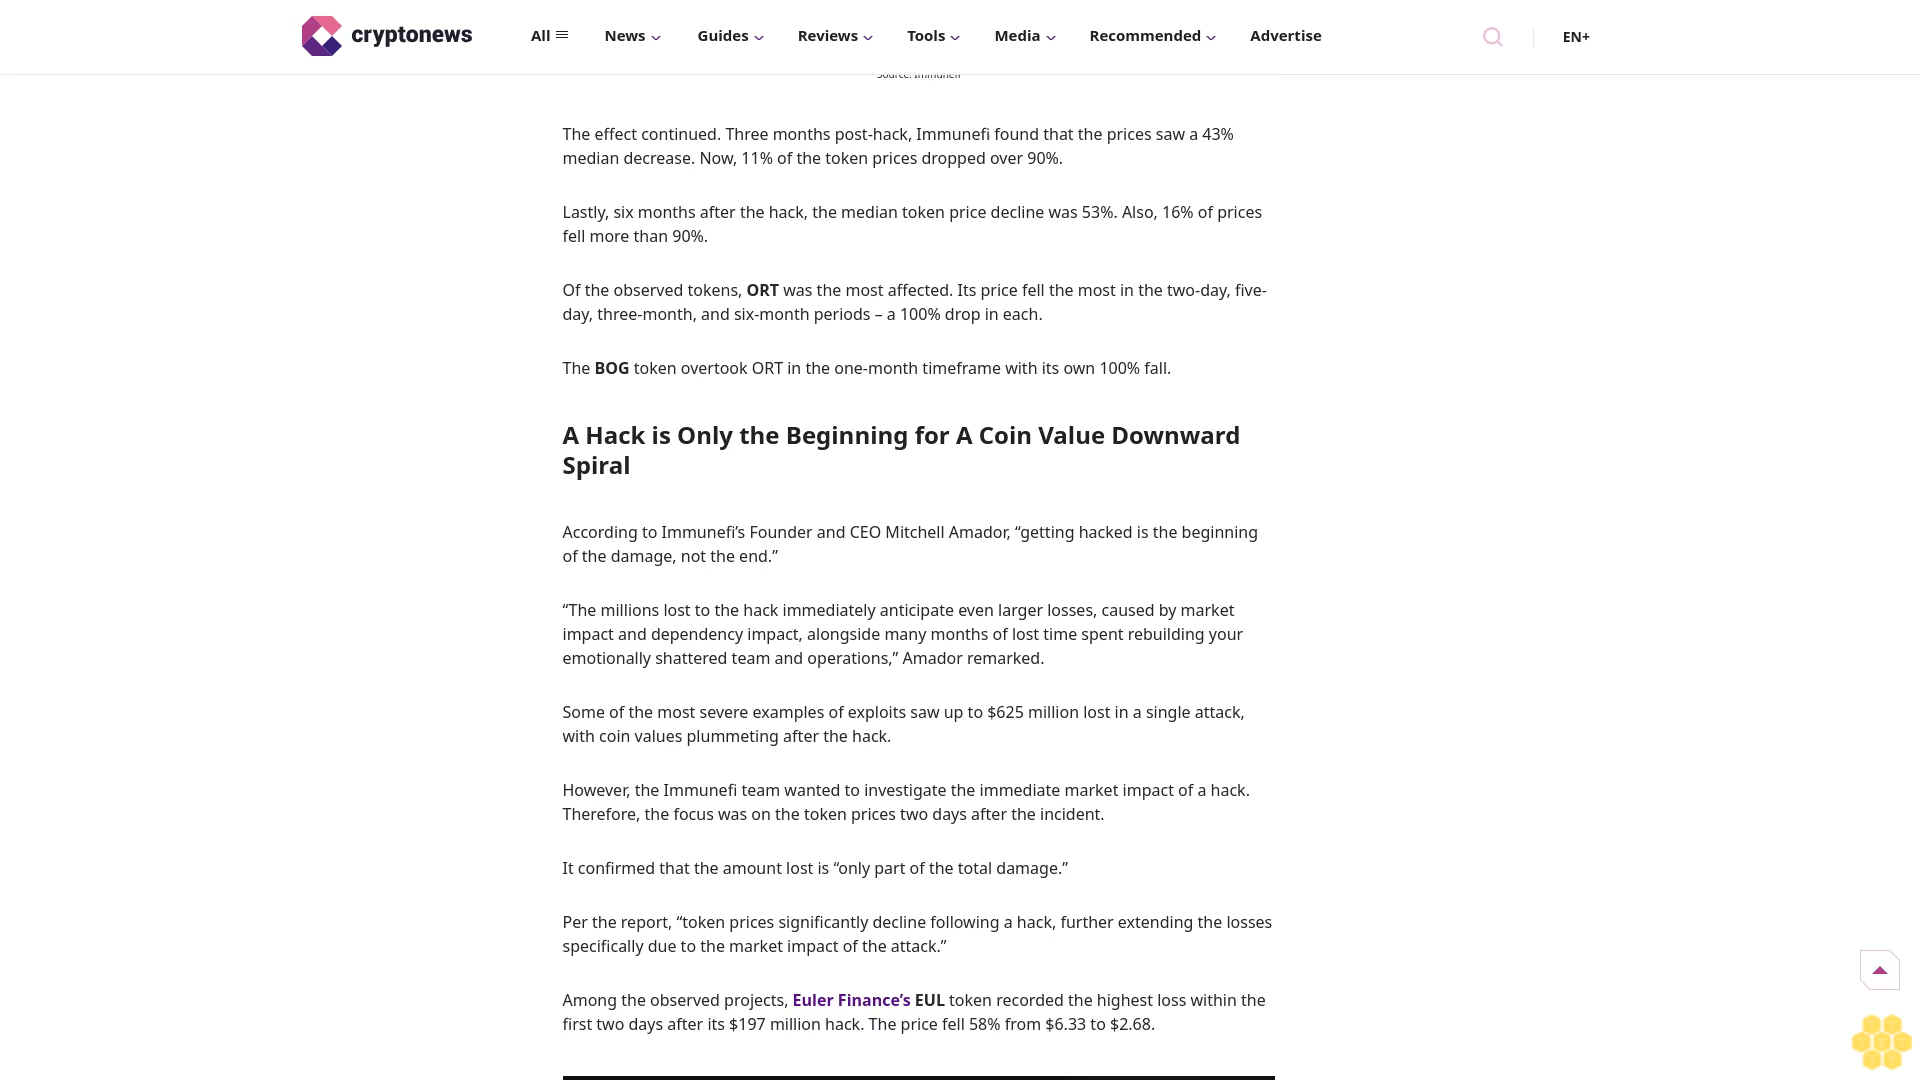 cryptonews
All
News
Guides
Reviews
Tools
Media
Recommended
Advertise
EN+
Source: Immunefi
The effect continued. Three months post-hack, Immunefi found that the prices saw a 43%
median decrease. Now, 11% of the token prices dropped over 90%.
Lastly, six months after the hack, the median token price decline was 53%. Also, 16% of prices
fell more than 90%.
Of the observed tokens, ORT was the most affected. Its price fell the most in the two-day, five-
day, three-month, and six-month periods – a 100% drop in each.
The BOG token overtook ORT in the one-month timeframe with its own 100% fall.
A Hack is Only the Beginning for A Coin Value Downward
Spiral
According to Immunefi’s Founder and CEO Mitchell Amador, “getting hacked is the beginning
of the damage, not the end.”
“The millions lost to the hack immediately anticipate even larger losses, caused by market
impact and dependency impact, alongside many months of lost time spent rebuilding your
emotionally shattered team and operations,” Amador remarked.
Some of the most severe examples of exploits saw up to $625 million lost in a single attack,
with coin values plummeting after the hack.
However, the Immunefi team wanted to investigate the immediate market impact of a hack.
Therefore, the focus was on the token prices two days after the incident.
It confirmed that the amount lost is “only part of the total damage.”
Per the report, “token prices significantly decline following a hack, further extending the losses
specifically due to the market impact of the attack.”
Among the observed projects, Euler Finance’s EUL token recorded the highest loss within the
first two days after its $197 million hack. The price fell 58% from $6.33 to $2.68.